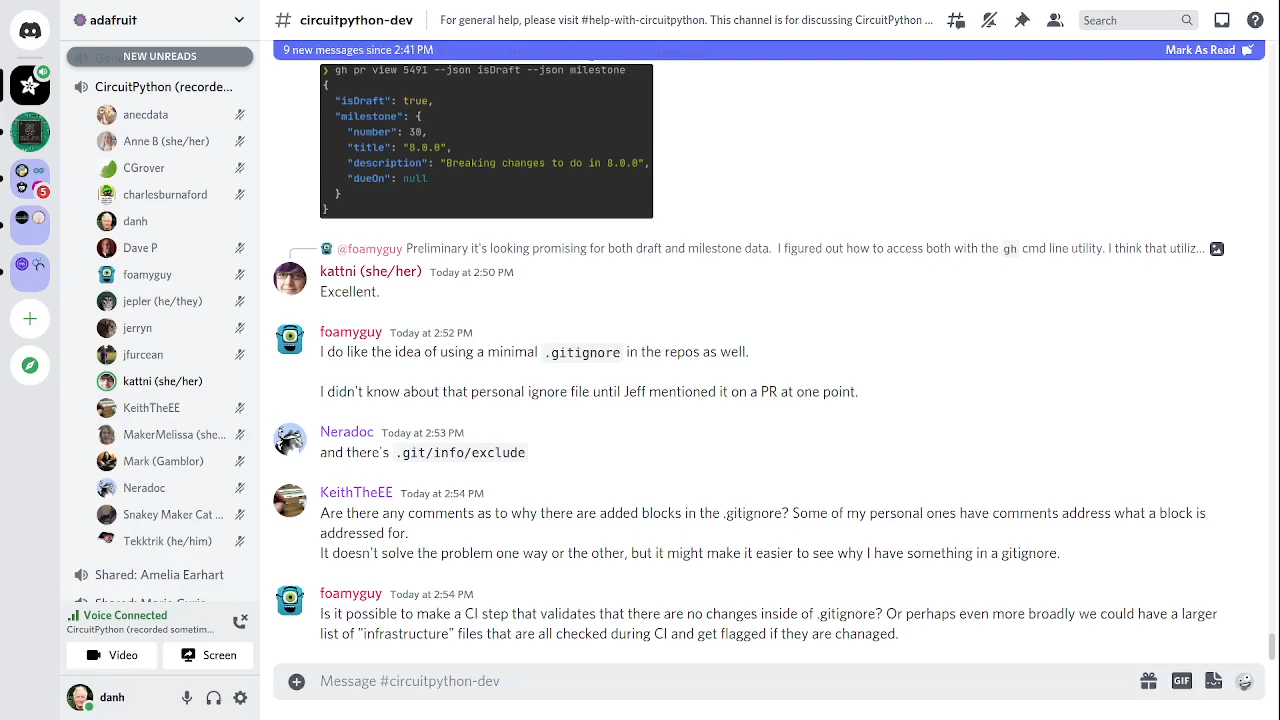 adafruit
circuitpython-dev
For general help, please visit #help-with-circuitpython. This channel is for discussing CircuitPython ...
Search
NEW UNREADS
9 new messages since 2:41 PM
Mark As Read
CircuitPython (recorde...
anecdata
Anne B (she/her)
CGrover
charlesburnaford
danh
Dave P
foamyguy
jepler (he/they)
jerryn
jfurcean
kattni (she/her)
KeithTheEE
MakerMelissa (she...
Mark (Gamblor)
Neradoc
Snakey Maker Cat ...
Tekktrik (he/him)
Shared: Amelia Earhart
Voice Connected
CircuitPython (recorded sometim...
Video
Screen
danh
5
❯ gh pr view 5491 --json isDraft --json milestone
{
"isDraft": true,
"milestone": {
"number": 30,
"title": "8.0.0",
"description": "Breaking changes to do in 8.0.0",
"dueOn": null
}
}
@foamyguy Preliminary it's looking promising for both draft and milestone data. I figured out how to access both with the gh cmd line utility. I think that utiliz...
kattni (she/her) Today at 2:50 PM
Excellent.
foamyguy Today at 2:52 PM
I do like the idea of using a minimal .gitignore in the repos as well.
I didn't know about that personal ignore file until Jeff mentioned it on a PR at one point.
Neradoc Today at 2:53 PM
and there's .git/info/exclude
KeithTheEE Today at 2:54 PM
Are there any comments as to why there are added blocks in the .gitignore? Some of my personal ones have comments address what a block is
addressed for.
It doesn't solve the problem one way or the other, but it might make it easier to see why I have something in a gitignore.
foamyguy Today at 2:54 PM
Is it possible to make a CI step that validates that there are no changes inside of .gitignore? Or perhaps even more broadly we could have a larger
list of "infrastructure" files that are all checked during CI and get flagged if they are chanaged.
Message #circuitpython-dev
GIF